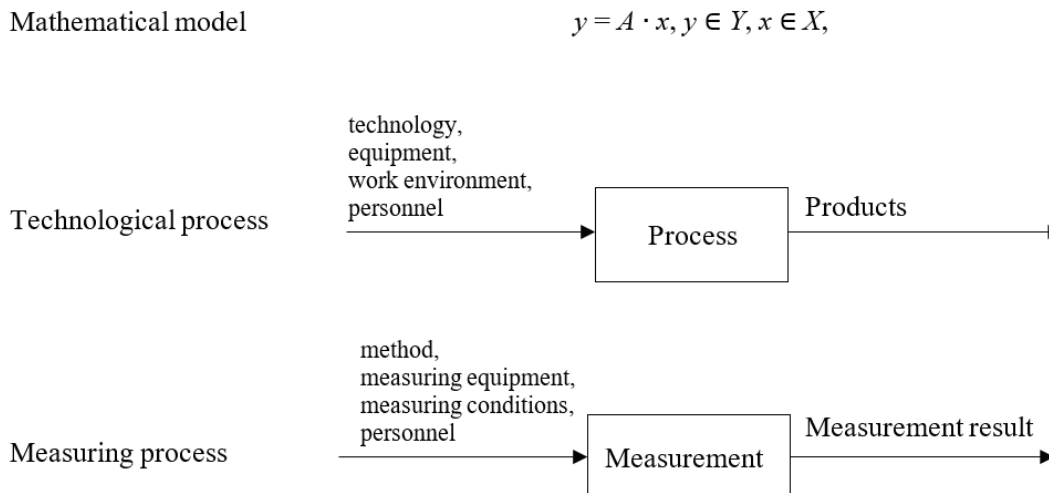 Mathematical model
y = A · x, y ∈ Y, x ∈ X,
technology,
equipment,
work environment,
personnel
Technological process
Process
Products
method,
measuring equipment,
measuring conditions,
personnel
Measuring process
Measurement
Measurement result